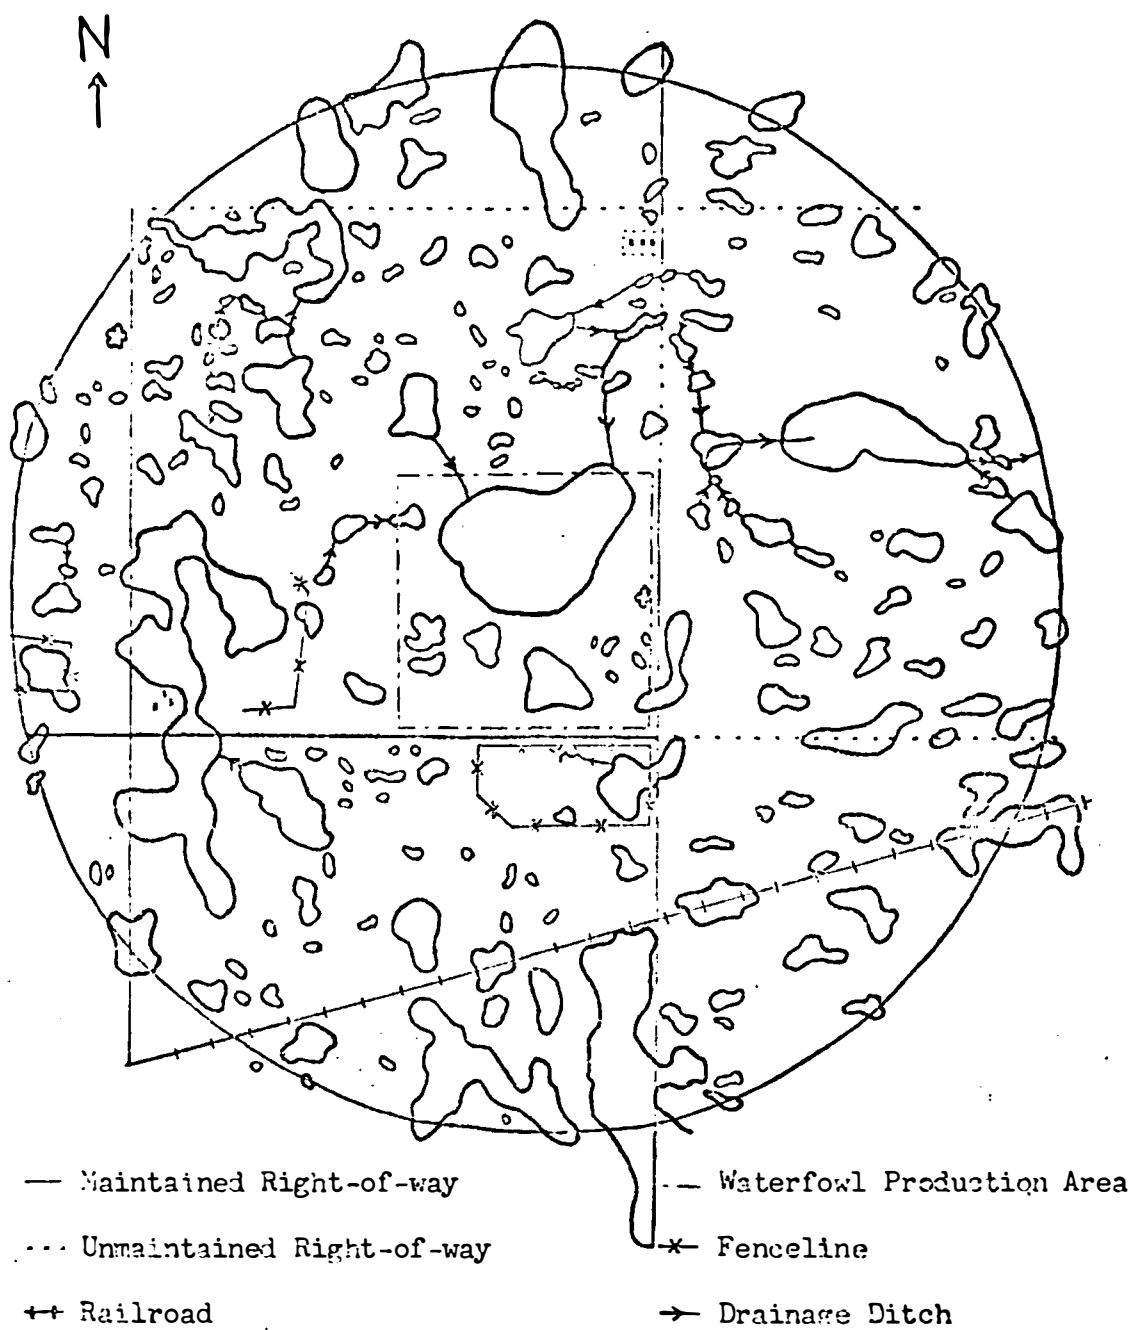 N
Maintained Right-of-way
Waterfowl Production Area
Unmaintained Right-of-way
Fenceline
Railroad
Drainage Ditch